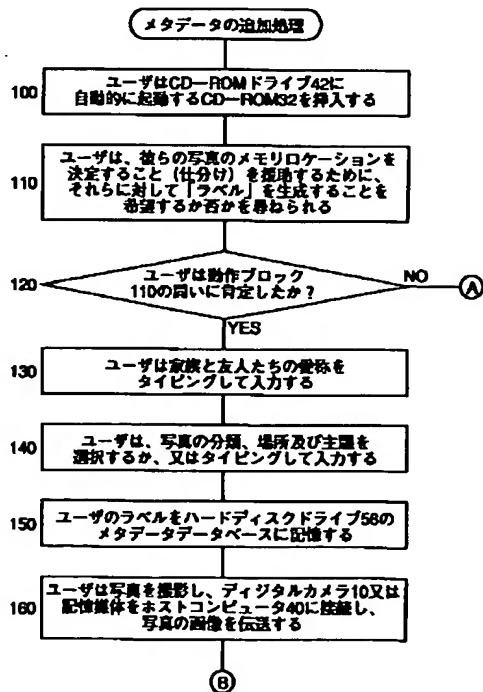 メタデータの追加処理
100
ユーザはCD―ROMドライブ42に
自動的に起動するCD―ROM32を挿入する
110
ユーザは、彼らの写真のメモリロケーションを
決定すること（仕分け）を援助するために、
それらに対して「ラベル」を生成することを
希望するか否かを尋ねられる
120
ユーザは動作ブロック
110の問いに肯定したか？
NO
A
YES
130
ユーザは家族と友人たちの愛称を
タイピングして入力する
140
ユーザは、写真の分類、場所及び主題を
選択するか、又はタイピングして入力する
150
ユーザのラベルをハードディスクドライブ56の
メタデータデータベースに記憶する
160
ユーザは写真を撮影し、ディジタルカメラ10又は
記憶媒体をホストコンピュータ40に接続し、
写真の画像を伝送する
B